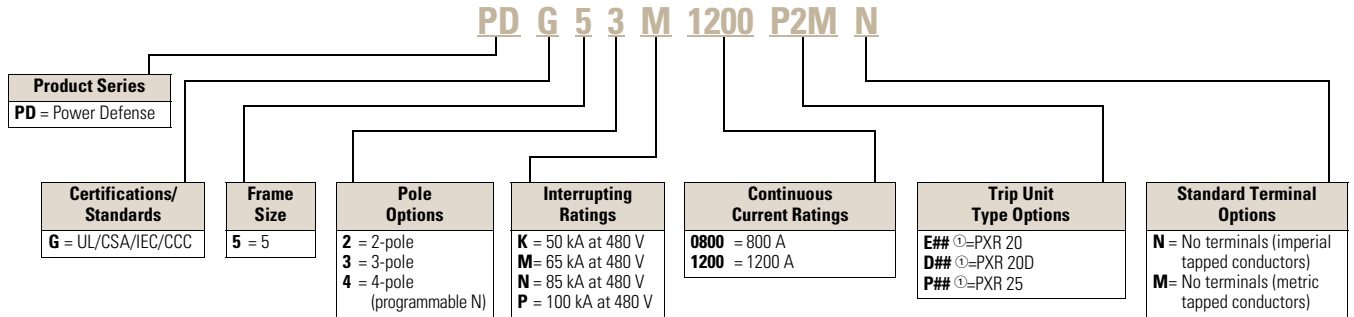 PD G 5 3 M 1200 P2M N
Product Series
PD = Power Defense
Certifications/
Standards
G = UL/CSA/IEC/CCC
Frame
Size
5 = 5
Pole
Options
2 = 2-pole
3 = 3-pole
4 = 4-pole
(programmable N)
Interrupting
Ratings
K = 50 kA at 480 V
M= 65 kA at 480 V
N = 85 kA at 480 V
P = 100 kA at 480 V
Continuous
Current Ratings
0800 = 800 A
1200 = 1200 A
Trip Unit
Type Options
E## ①=PXR 20
D## ①=PXR 20D
P## ①=PXR 25
Standard Terminal
Options
N = No terminals (imperial
tapped conductors)
M= No terminals (metric
tapped conductors)